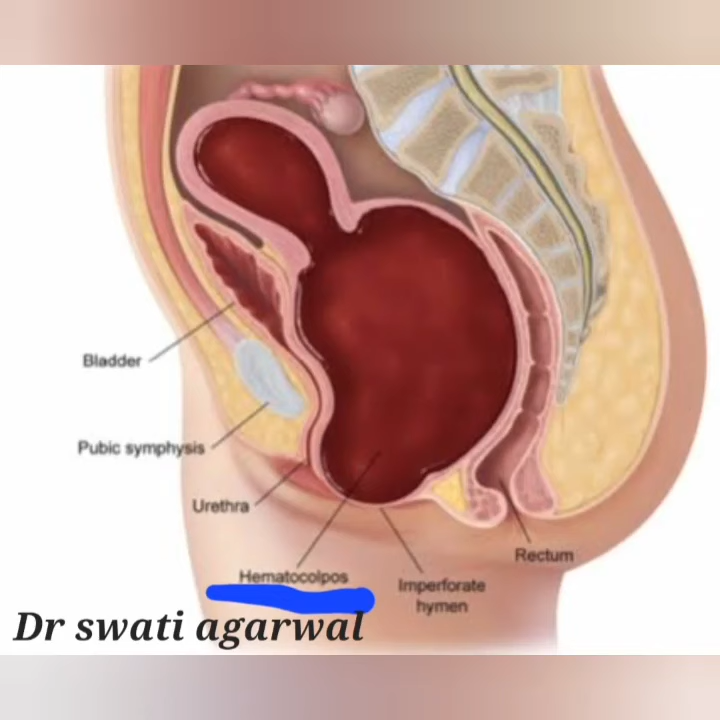 Bladder
Pubic symphysis
Urethra
Hematocolpos
Imperforate
hymen
Rectum
Dr swati agarwal